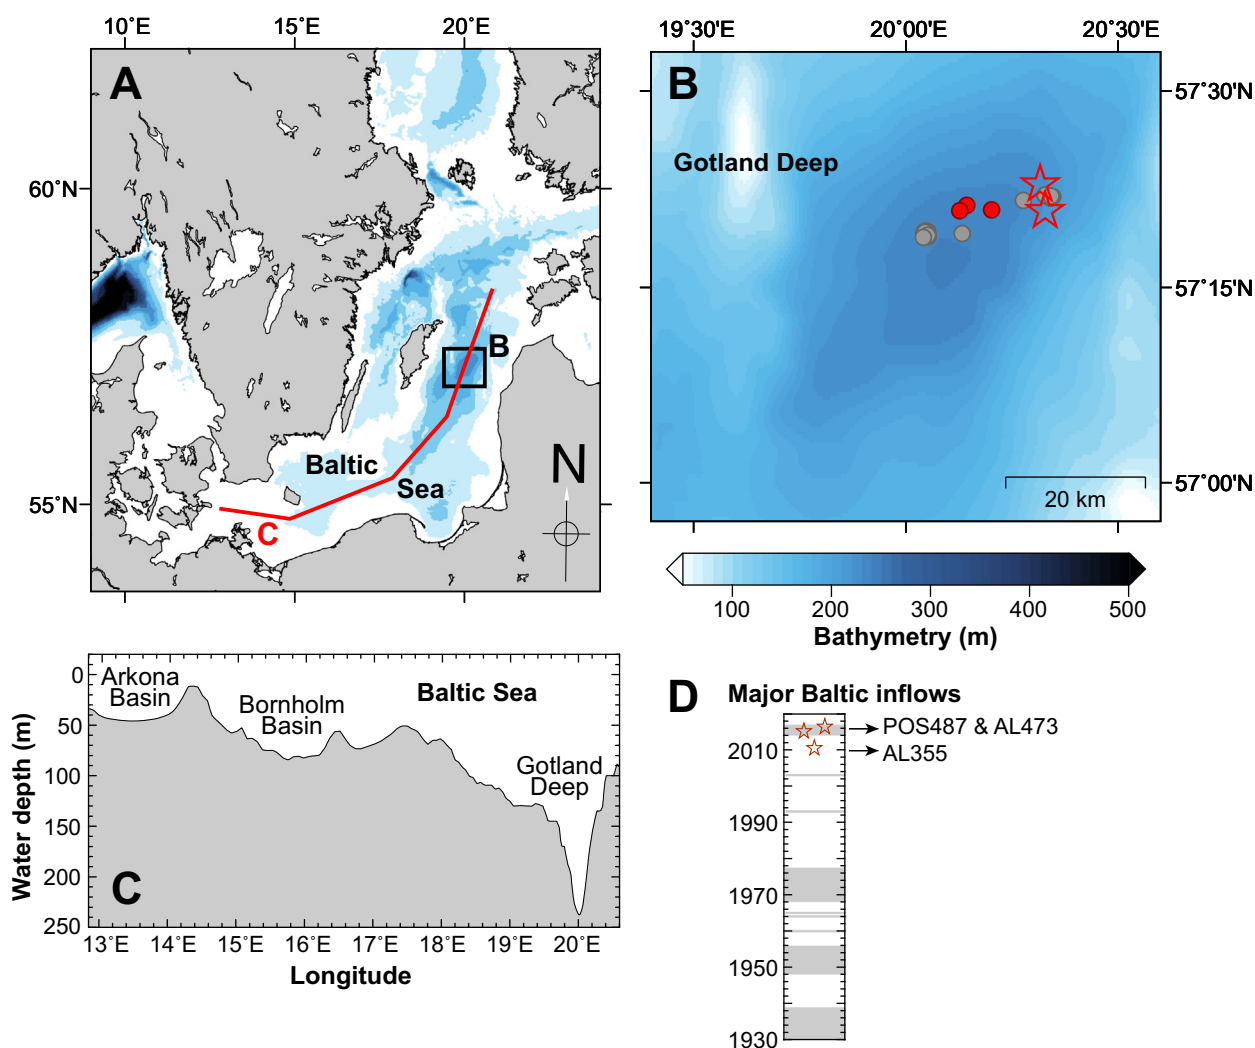 10°E 15°E 20°E
A
60°N
55°N
B
Baltic
Sea
C
N
10°E 15°E 20°E
19°30'E 20°00'E 20°30'E
B
57°30'N
Gotland Deep
57°15'N
57°00'N
20 km
100 200 300 400 500
Bathymetry (m)
0
50
100
150
200
250
Water depth (m)
Arkona
Basin
Bornholm
Basin
Baltic Sea
Gotland
Deep
C
13°E 14°E 15°E 16°E 17°E 18°E 19°E 20°E
Longitude
D
Major Baltic inflows
POS487 & AL473
AL355
2010
1990
1970
1950
1930